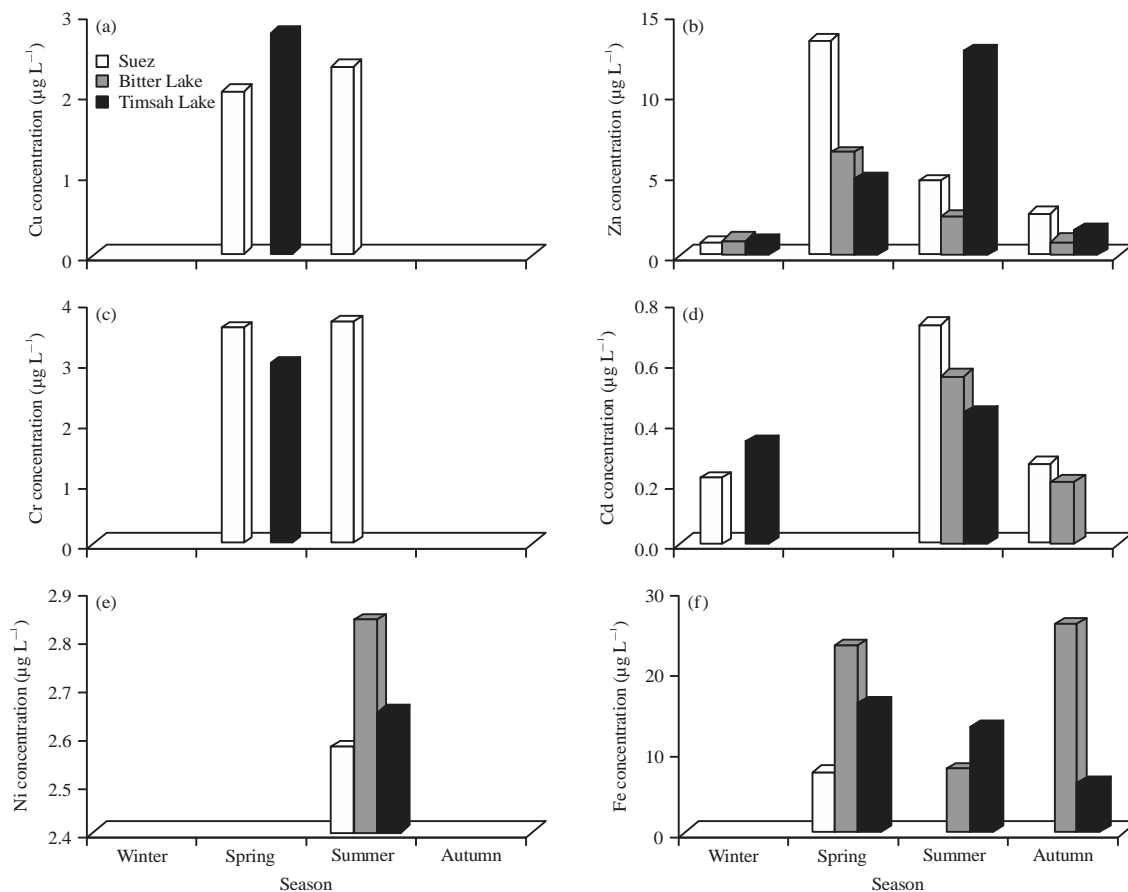 (a)
Cu concentration (µg L⁻¹)
3
2
1
0
Suez
Bitter Lake
Timsah Lake
(b)
Zn concentration (µg L⁻¹)
15
10
5
0
(c)
Cr concentration (µg L⁻¹)
4
3
2
1
0
(d)
Cd concentration (µg L⁻¹)
0.8
0.6
0.4
0.2
0.0
(e)
Ni concentration (µg L⁻¹)
2.9
2.8
2.7
2.6
2.5
2.4
Winter Spring Summer Autumn
Season
(f)
Fe concentration (µg L⁻¹)
30
20
10
0
Winter Spring Summer Autumn
Season